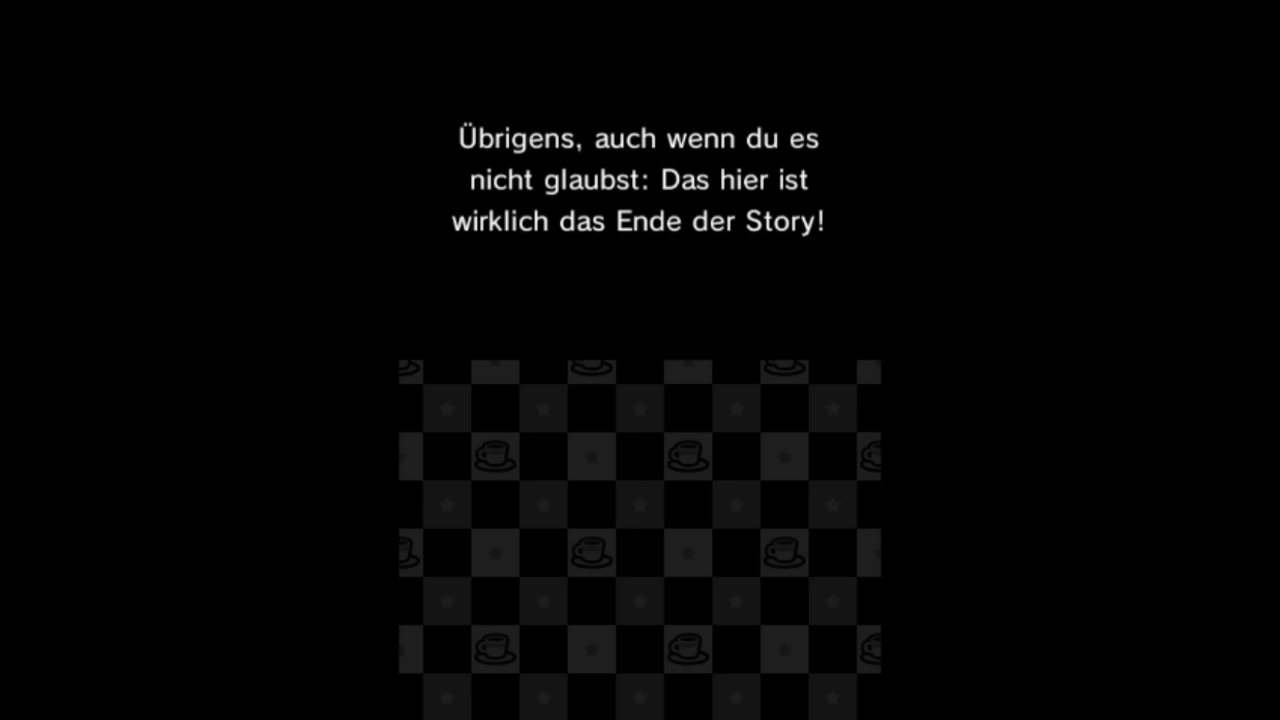 Übrigens, auch wenn du es
nicht glaubst: Das hier ist
wirklich das Ende der Story!